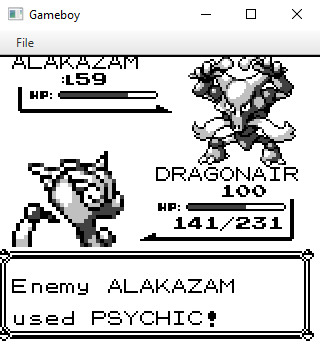 Gameboy
File
ALAKAZAM
:L59
HP:
DRAGONAIR
100
HP:
141/231
Enemy ALAKAZAM
used PSYCHIC!